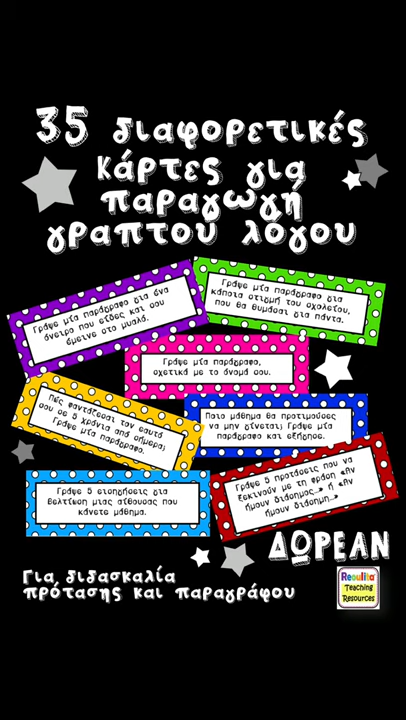 35 διαφορετικές
κάρτες για
παραγωγή
γραπτού λόγου
Γράψε μία παράγραφο για ένα
όνειρο που είδες και σου
έμεινε στο μυαλό.
Γράψε μία παράγραφο για
κάποια στιγμή του σχολείου,
που θα θυμάσαι για πάντα.
Γράψε μία παράγραφο,
σχετικά με το όνομά σου.
Πώς φαντάζεσαι τον εαυτό
σου σε 5 χρόνια από σήμερα;
Γράψε μία παράγραφο.
Ποιο μάθημα θα προτιμούσες
να μην γίνεται; Γράψε μία
παράγραφο και εξήγησε.
Γράψε 5 εισηγήσεις για
βελτίωση μιας αίθουσας που
κάνετε μάθημα.
Γράψε 5 προτάσεις που να
ξεκινούν με τη φράση «Αν
ήμουν διάσημος…» ή «Αν
ήμουν διάσημη…»
ΔΩΡΕΑΝ
Για διδασκαλία
πρότασης και παραγράφου
Reoulita
Teaching
Resources